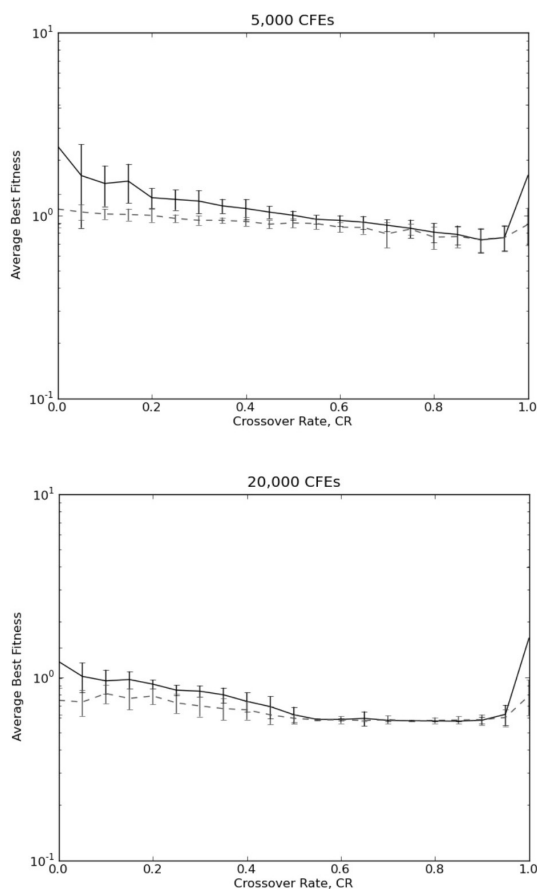 5,000 CFEs
10^1
10^0
10^-1
Average Best Fitness
0.0 0.2 0.4 0.6 0.8 1.0
Crossover Rate, CR
20,000 CFEs
10^1
10^0
10^-1
Average Best Fitness
0.0 0.2 0.4 0.6 0.8 1.0
Crossover Rate, CR